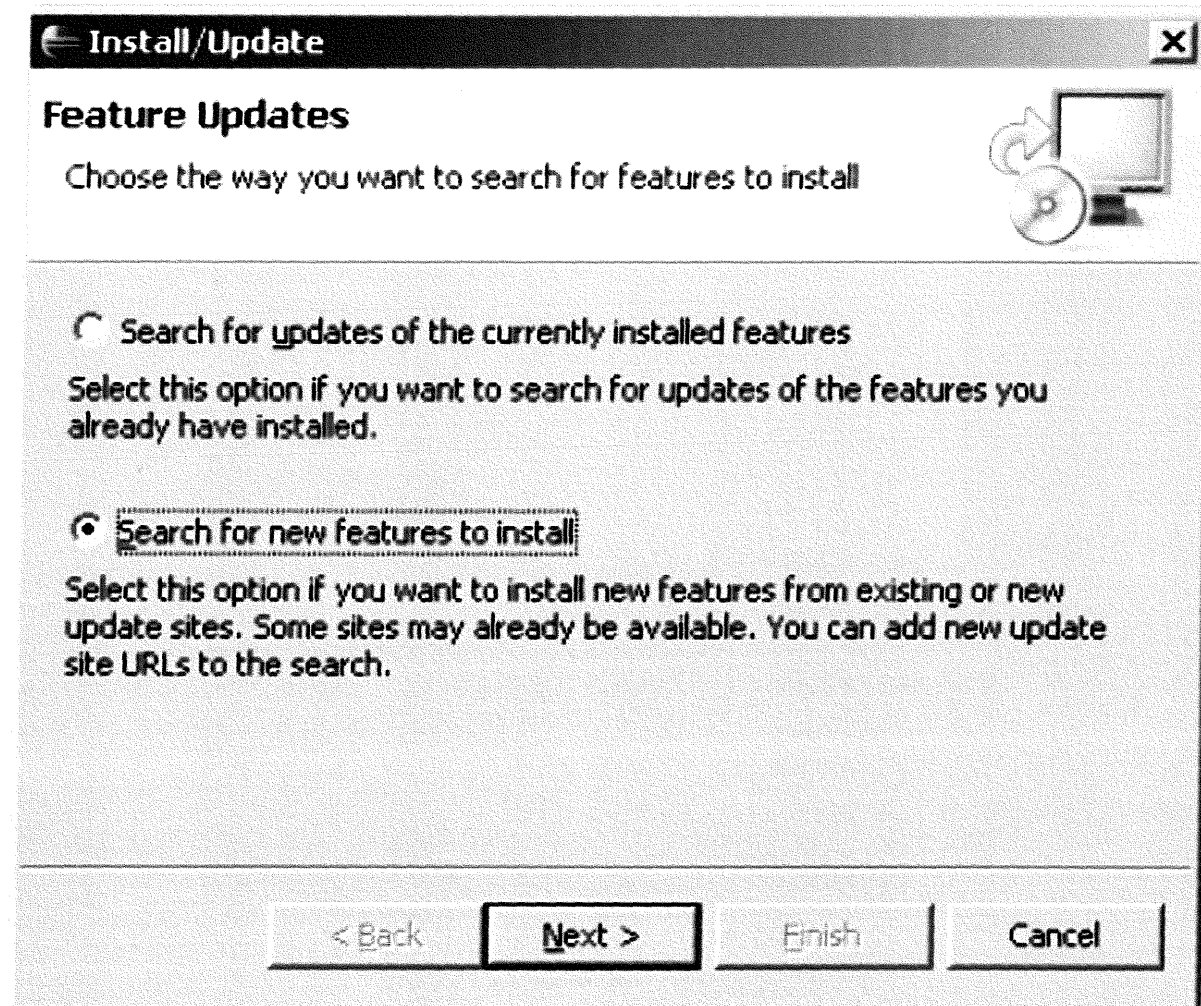 Install/Update
Feature Updates
Choose the way you want to search for features to install
Search for updates of the currently installed features
Select this option if you want to search for updates of the features you
already have installed.
Search for new features to install
Select this option if you want to install new features from existing or new
update sites. Some sites may already be available. You can add new update
site URLs to the search.
< Back Next > Finish Cancel